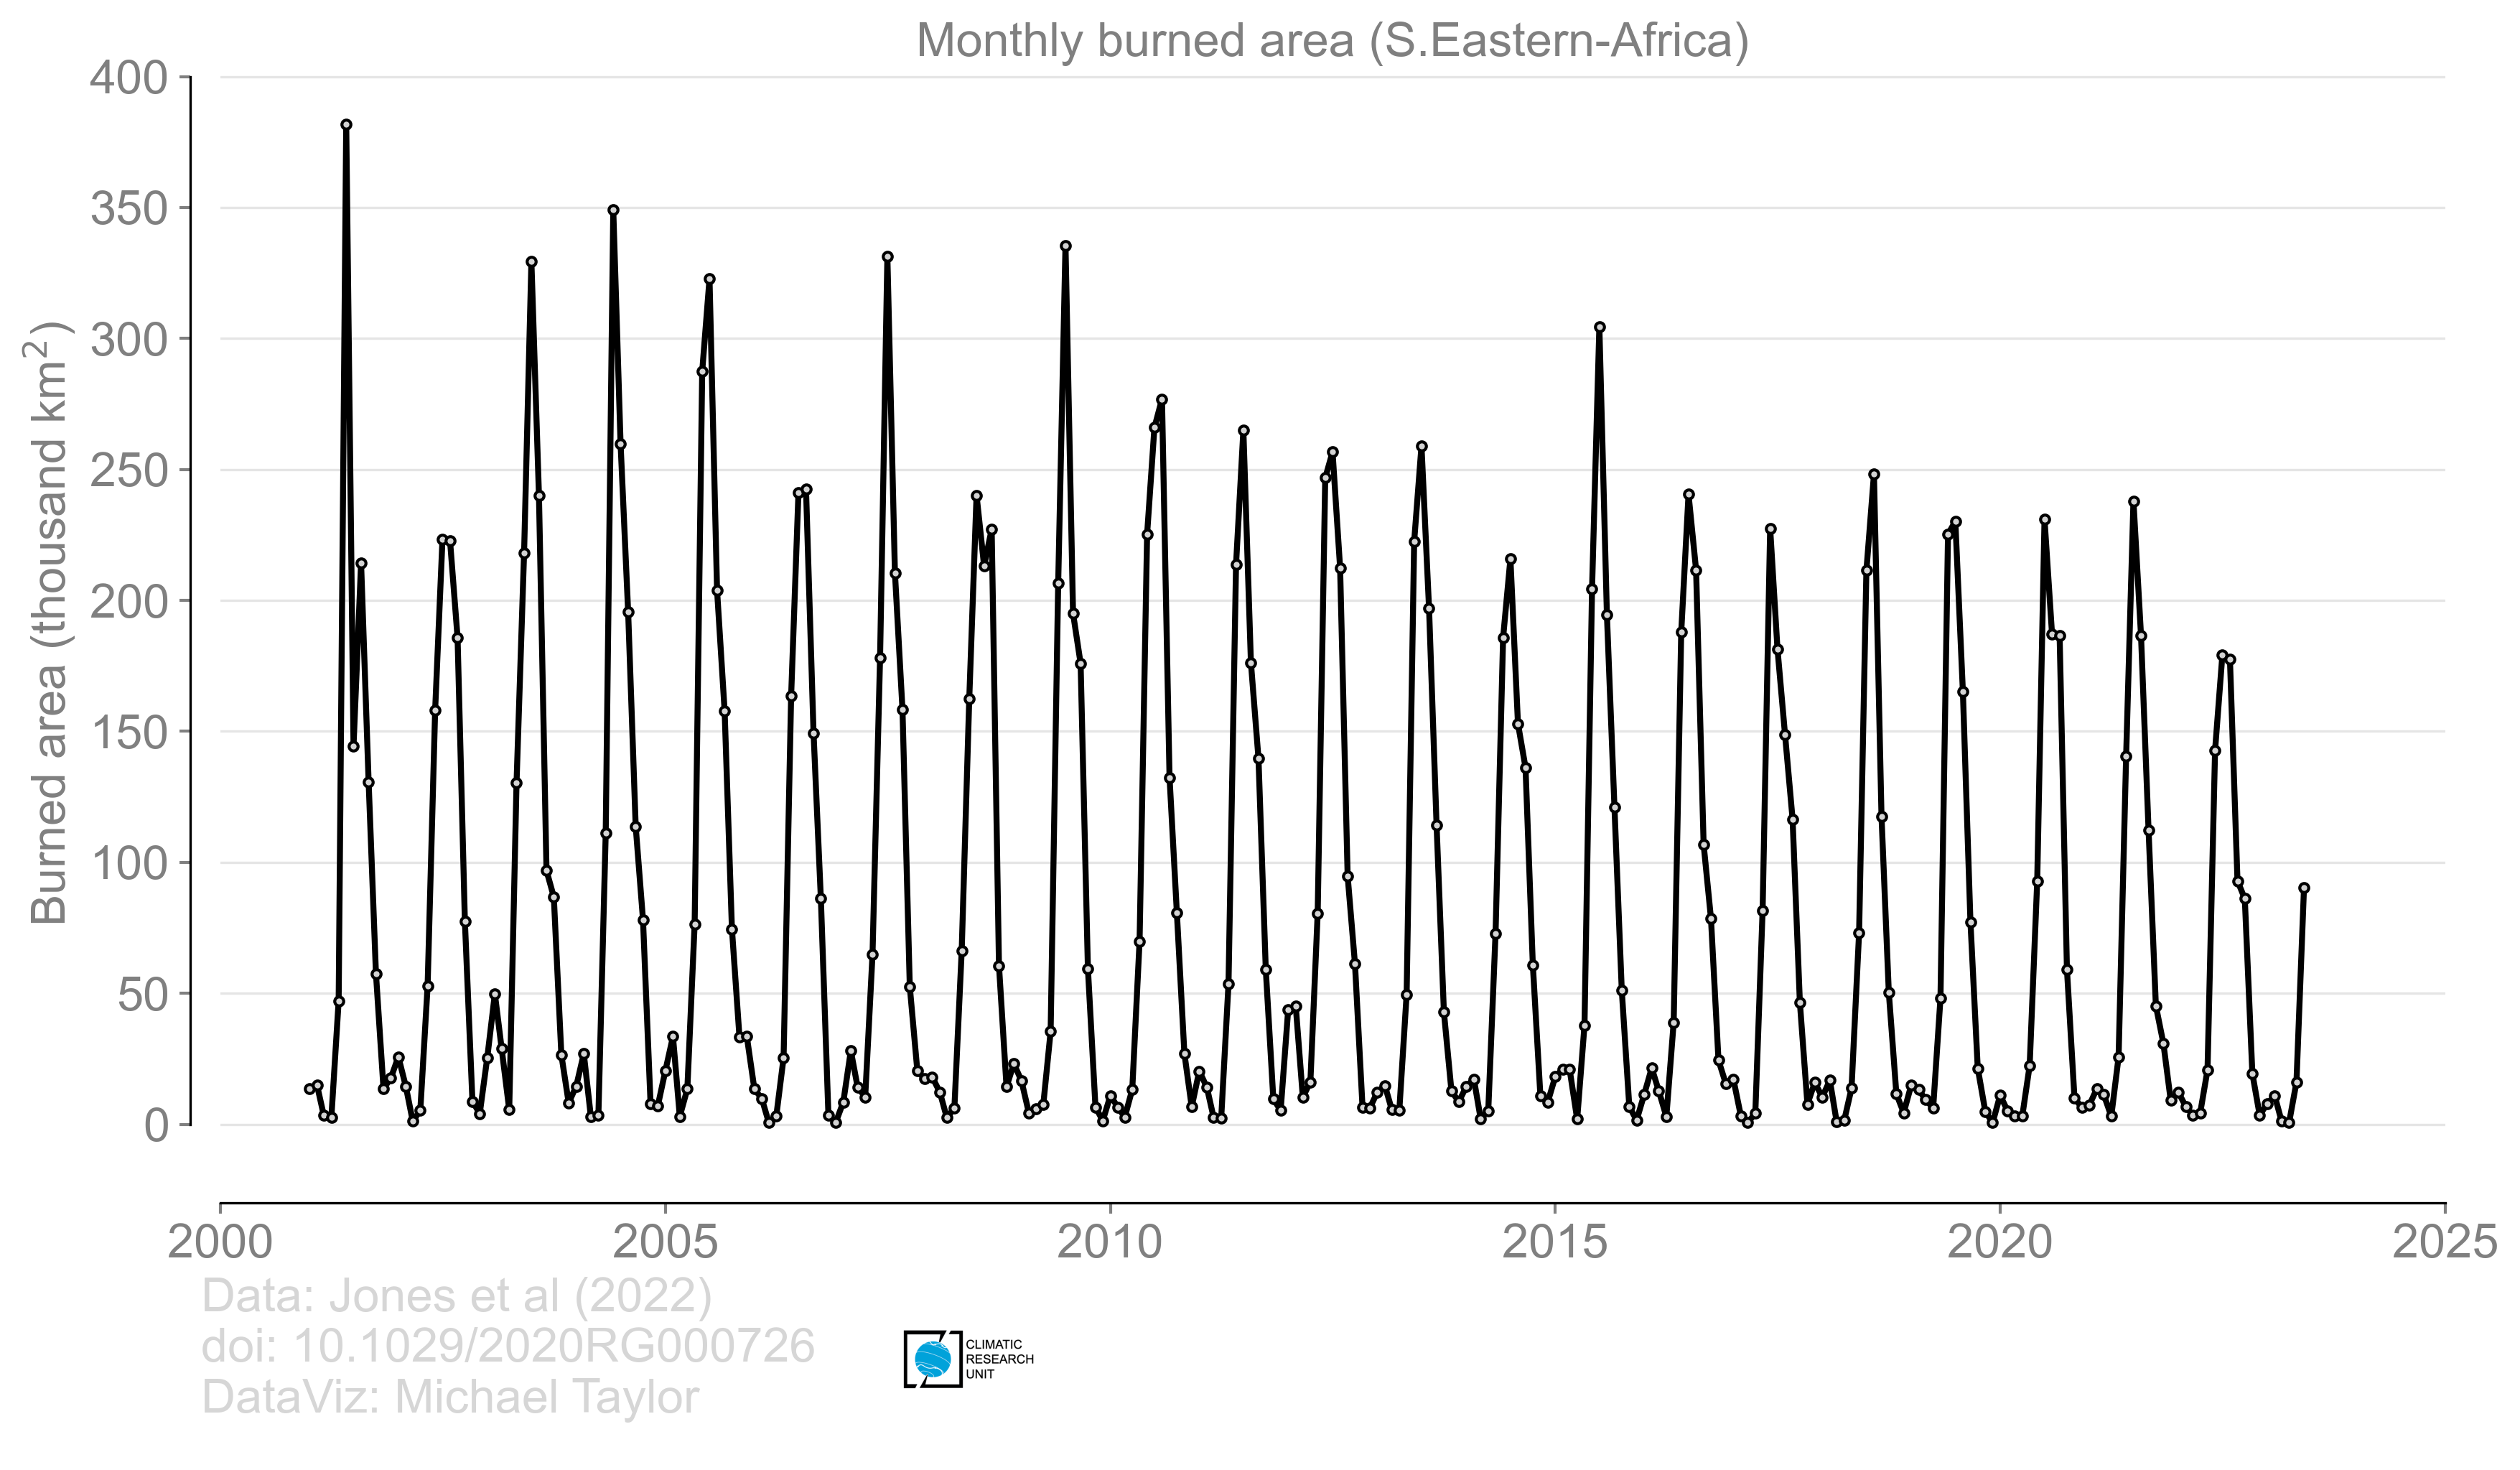 Monthly burned area (S.Eastern-Africa)
Burned area (thousand km²)
400
350
300
250
200
150
100
50
0
2000 2005 2010 2015 2020 2025
Data: Jones et al (2022)
doi: 10.1029/2020RG000726
DataViz: Michael Taylor
CLIMATIC
RESEARCH
UNIT